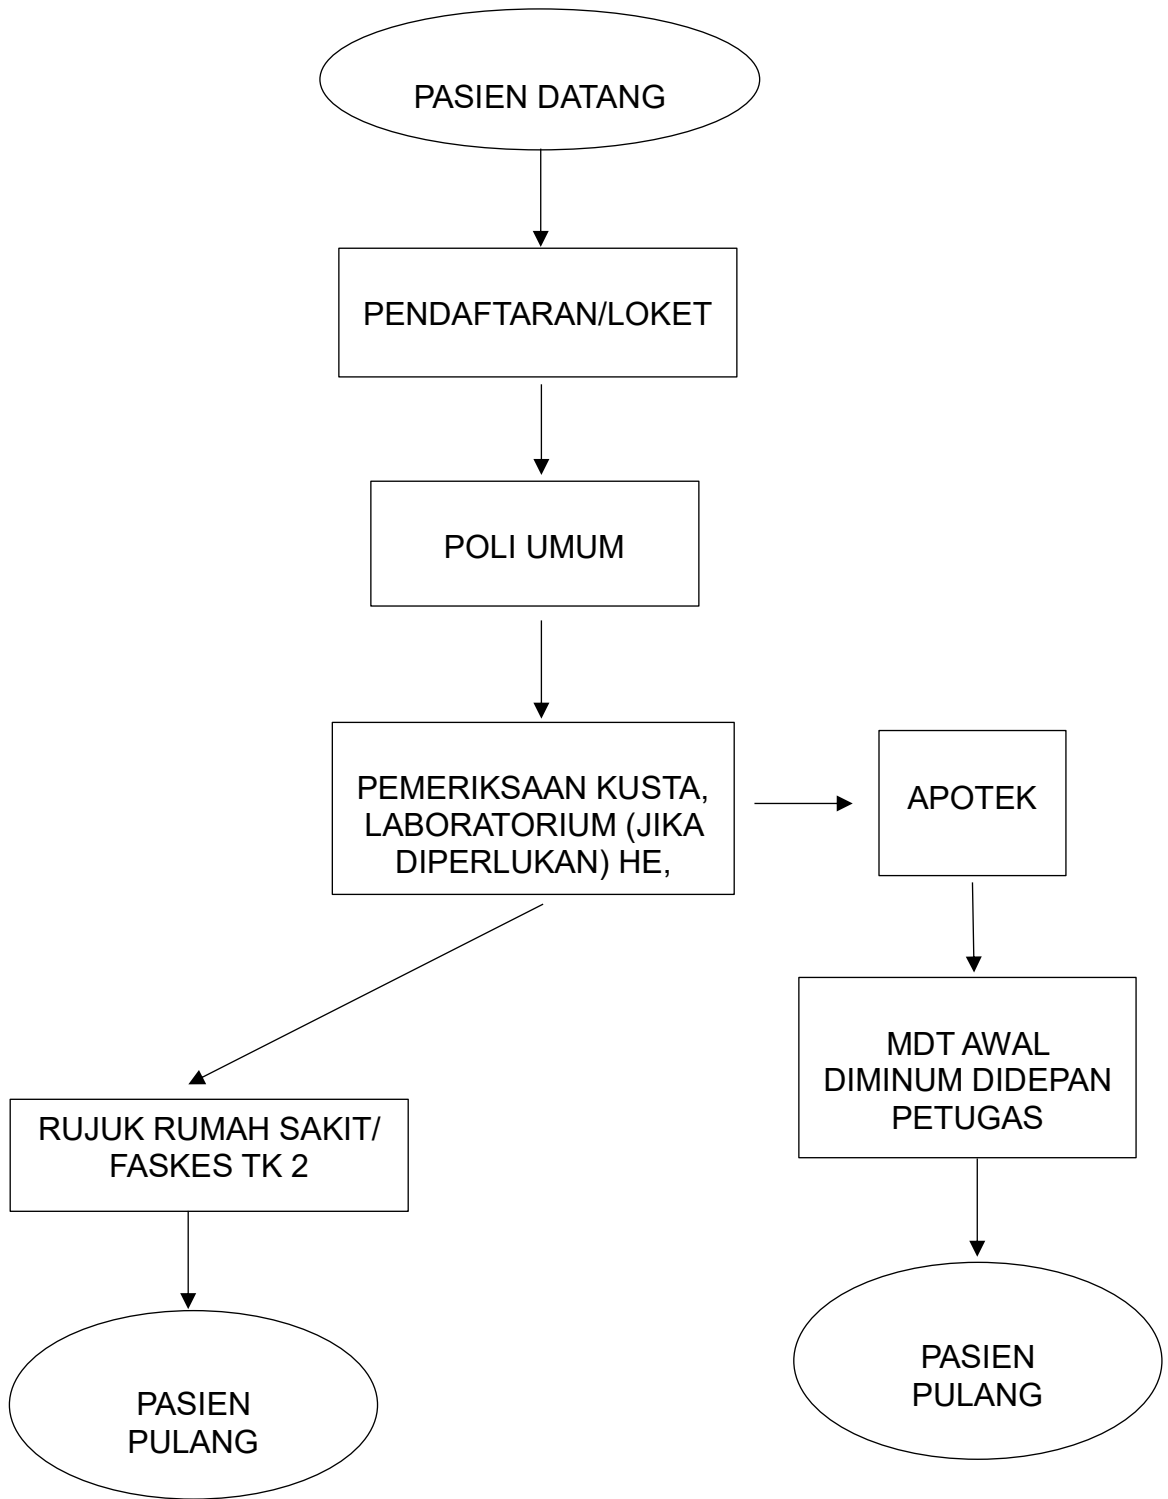 PASIEN DATANG
PENDAFTARAN/LOKET
POLI UMUM
PEMERIKSAAN KUSTA,
LABORATORIUM (JIKA
DIPERLUKAN) HE,
APOTEK
MDT AWAL
DIMINUM DIDEPAN
PETUGAS
RUJUK RUMAH SAKIT/
FASKES TK 2
PASIEN
PULANG
PASIEN
PULANG